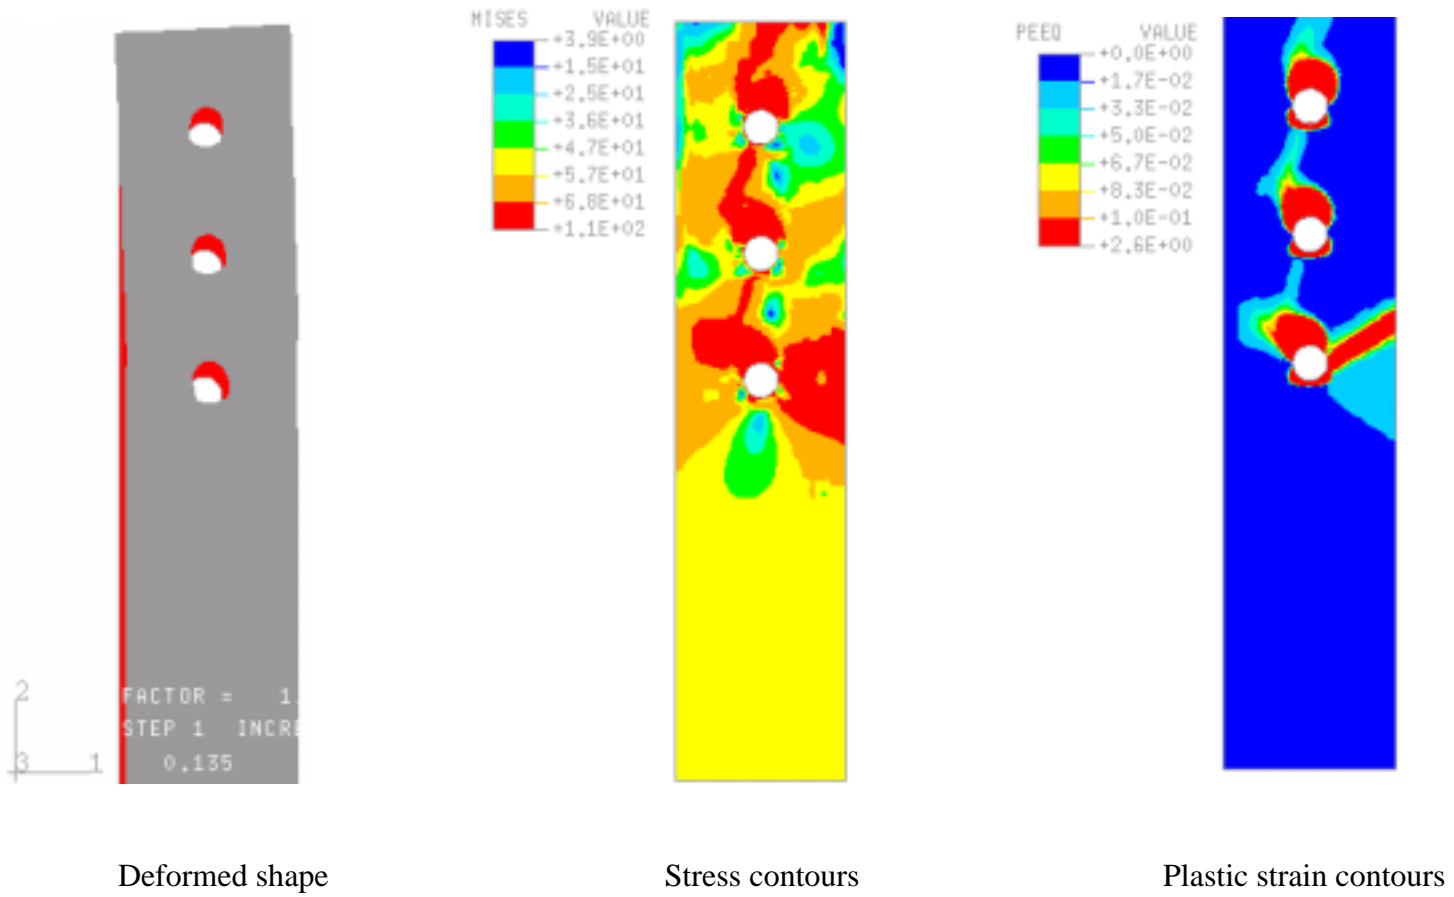 MISES VALUE
+3.9E+00
+1.5E+01
+2.5E+01
+3.6E+01
+4.7E+01
+5.7E+01
+6.8E+01
+1.1E+02
PEEQ VALUE
+0.0E+00
+1.7E-02
+3.3E-02
+5.0E-02
+6.7E-02
+8.3E-02
+1.0E-01
+2.6E+00
2
3 1
FACTOR = 1.
STEP 1 INCRE
0.135
Deformed shape
Stress contours
Plastic strain contours